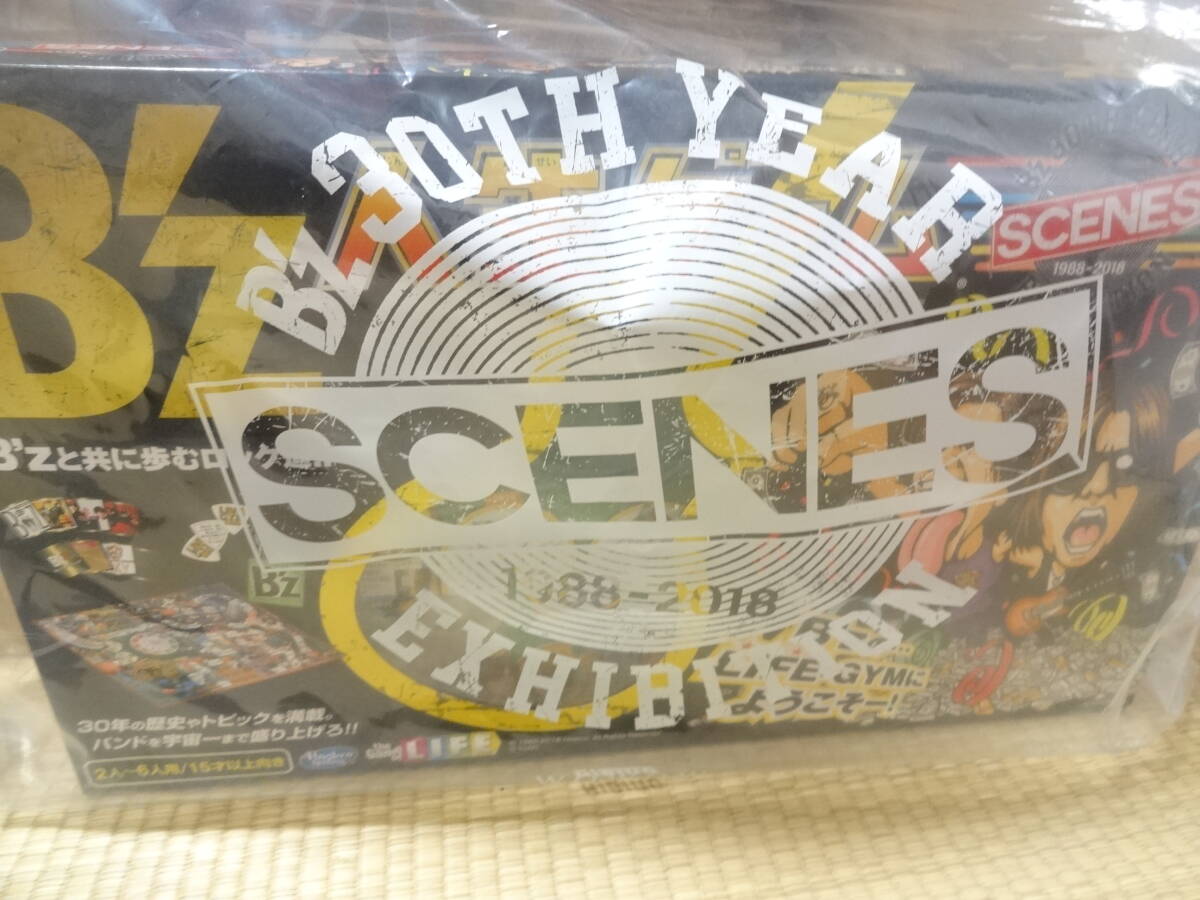 B'z 30TH YEAR
SCENES
1988-2018
EXHIBITION
B'z
SCENES
1988-2018
B'zと共に歩むロック
B'z
LIFE-GYMに
ようこそー!
30年の歴史やトピックを満載。
バンドを宇宙一まで盛り上げろ!!
2人〜6人用/15才以上向き
Hasbro
THE GAME OF LIFE